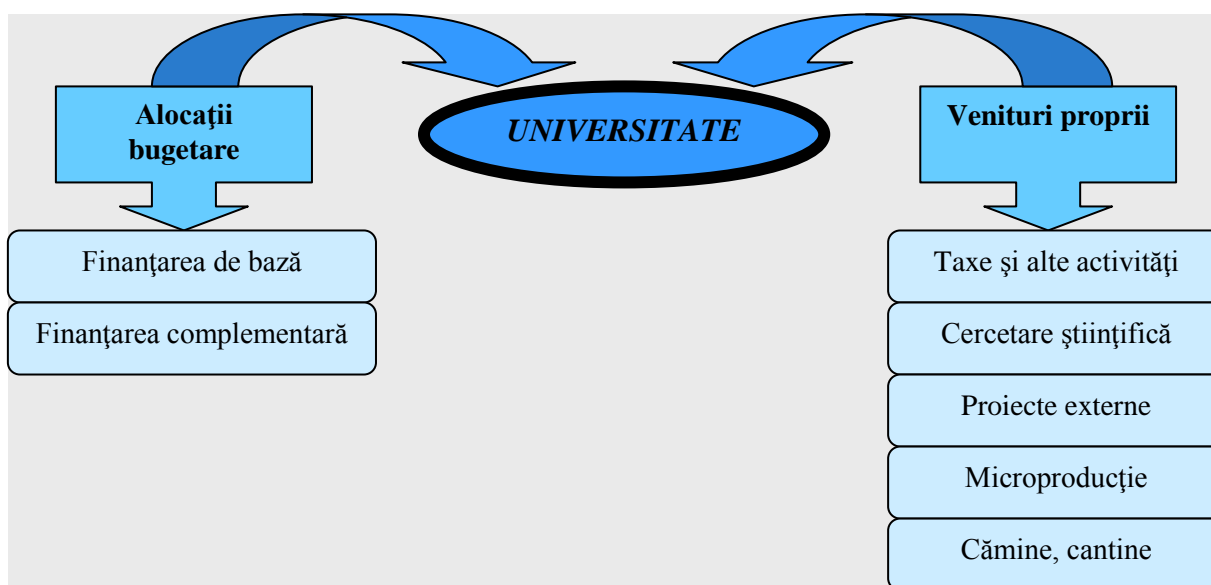 Alocaţii
bugetare
UNIVERSITATE
Venituri proprii
Finanţarea de bază
Finanţarea complementară
Taxe şi alte activităţi
Cercetare ştiinţifică
Proiecte externe
Microproducţie
Cămine, cantine